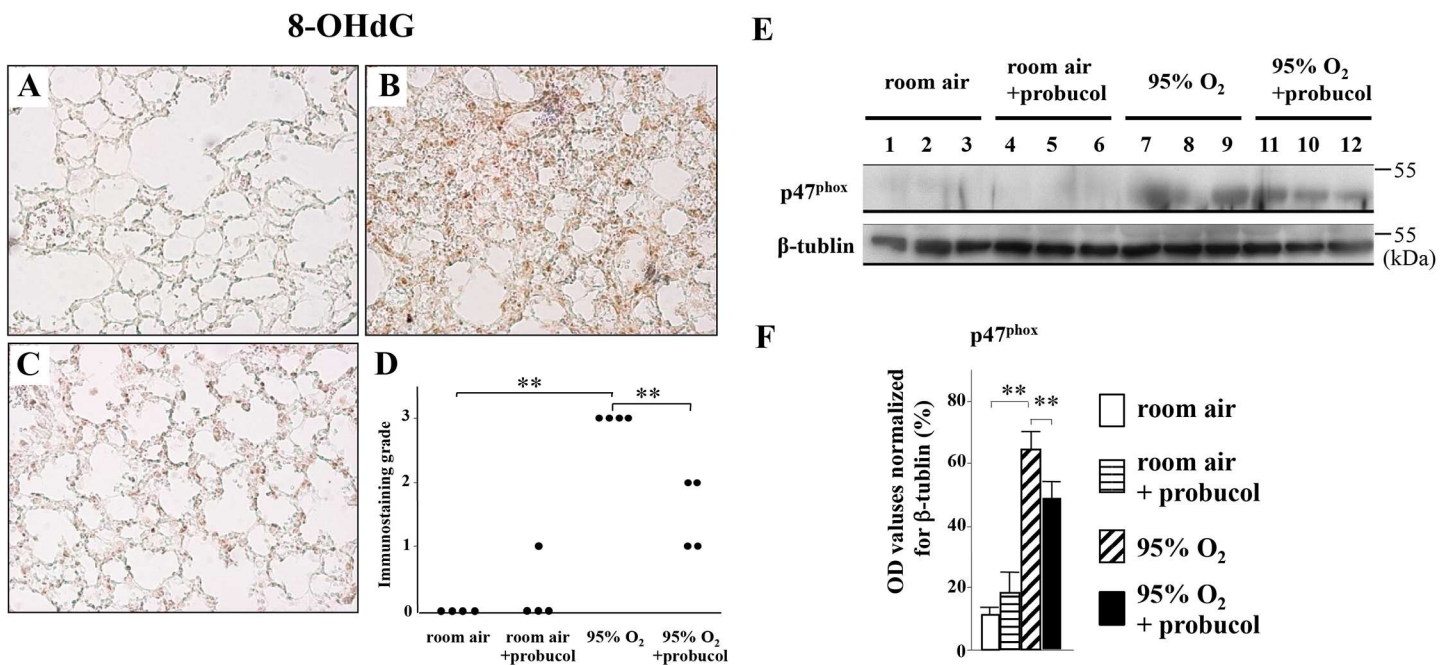 8-OHdG
A
B
C
D
**
**
Immunostaining grade
3
2
1
0
room air
room air
+probucol
95% O₂
95% O₂
+probucol
E
room air
room air
+probucol
95% O₂
95% O₂
+probucol
1 2 3 4 5 6 7 8 9 11 10 12
p47ᵖʰᵒˣ
55
β-tublin
55
(kDa)
F
p47ᵖʰᵒˣ
OD valuses normalized
for β-tublin (%)
80
60
40
20
0
**
**
room air
room air
+ probucol
95% O₂
95% O₂
+ probucol